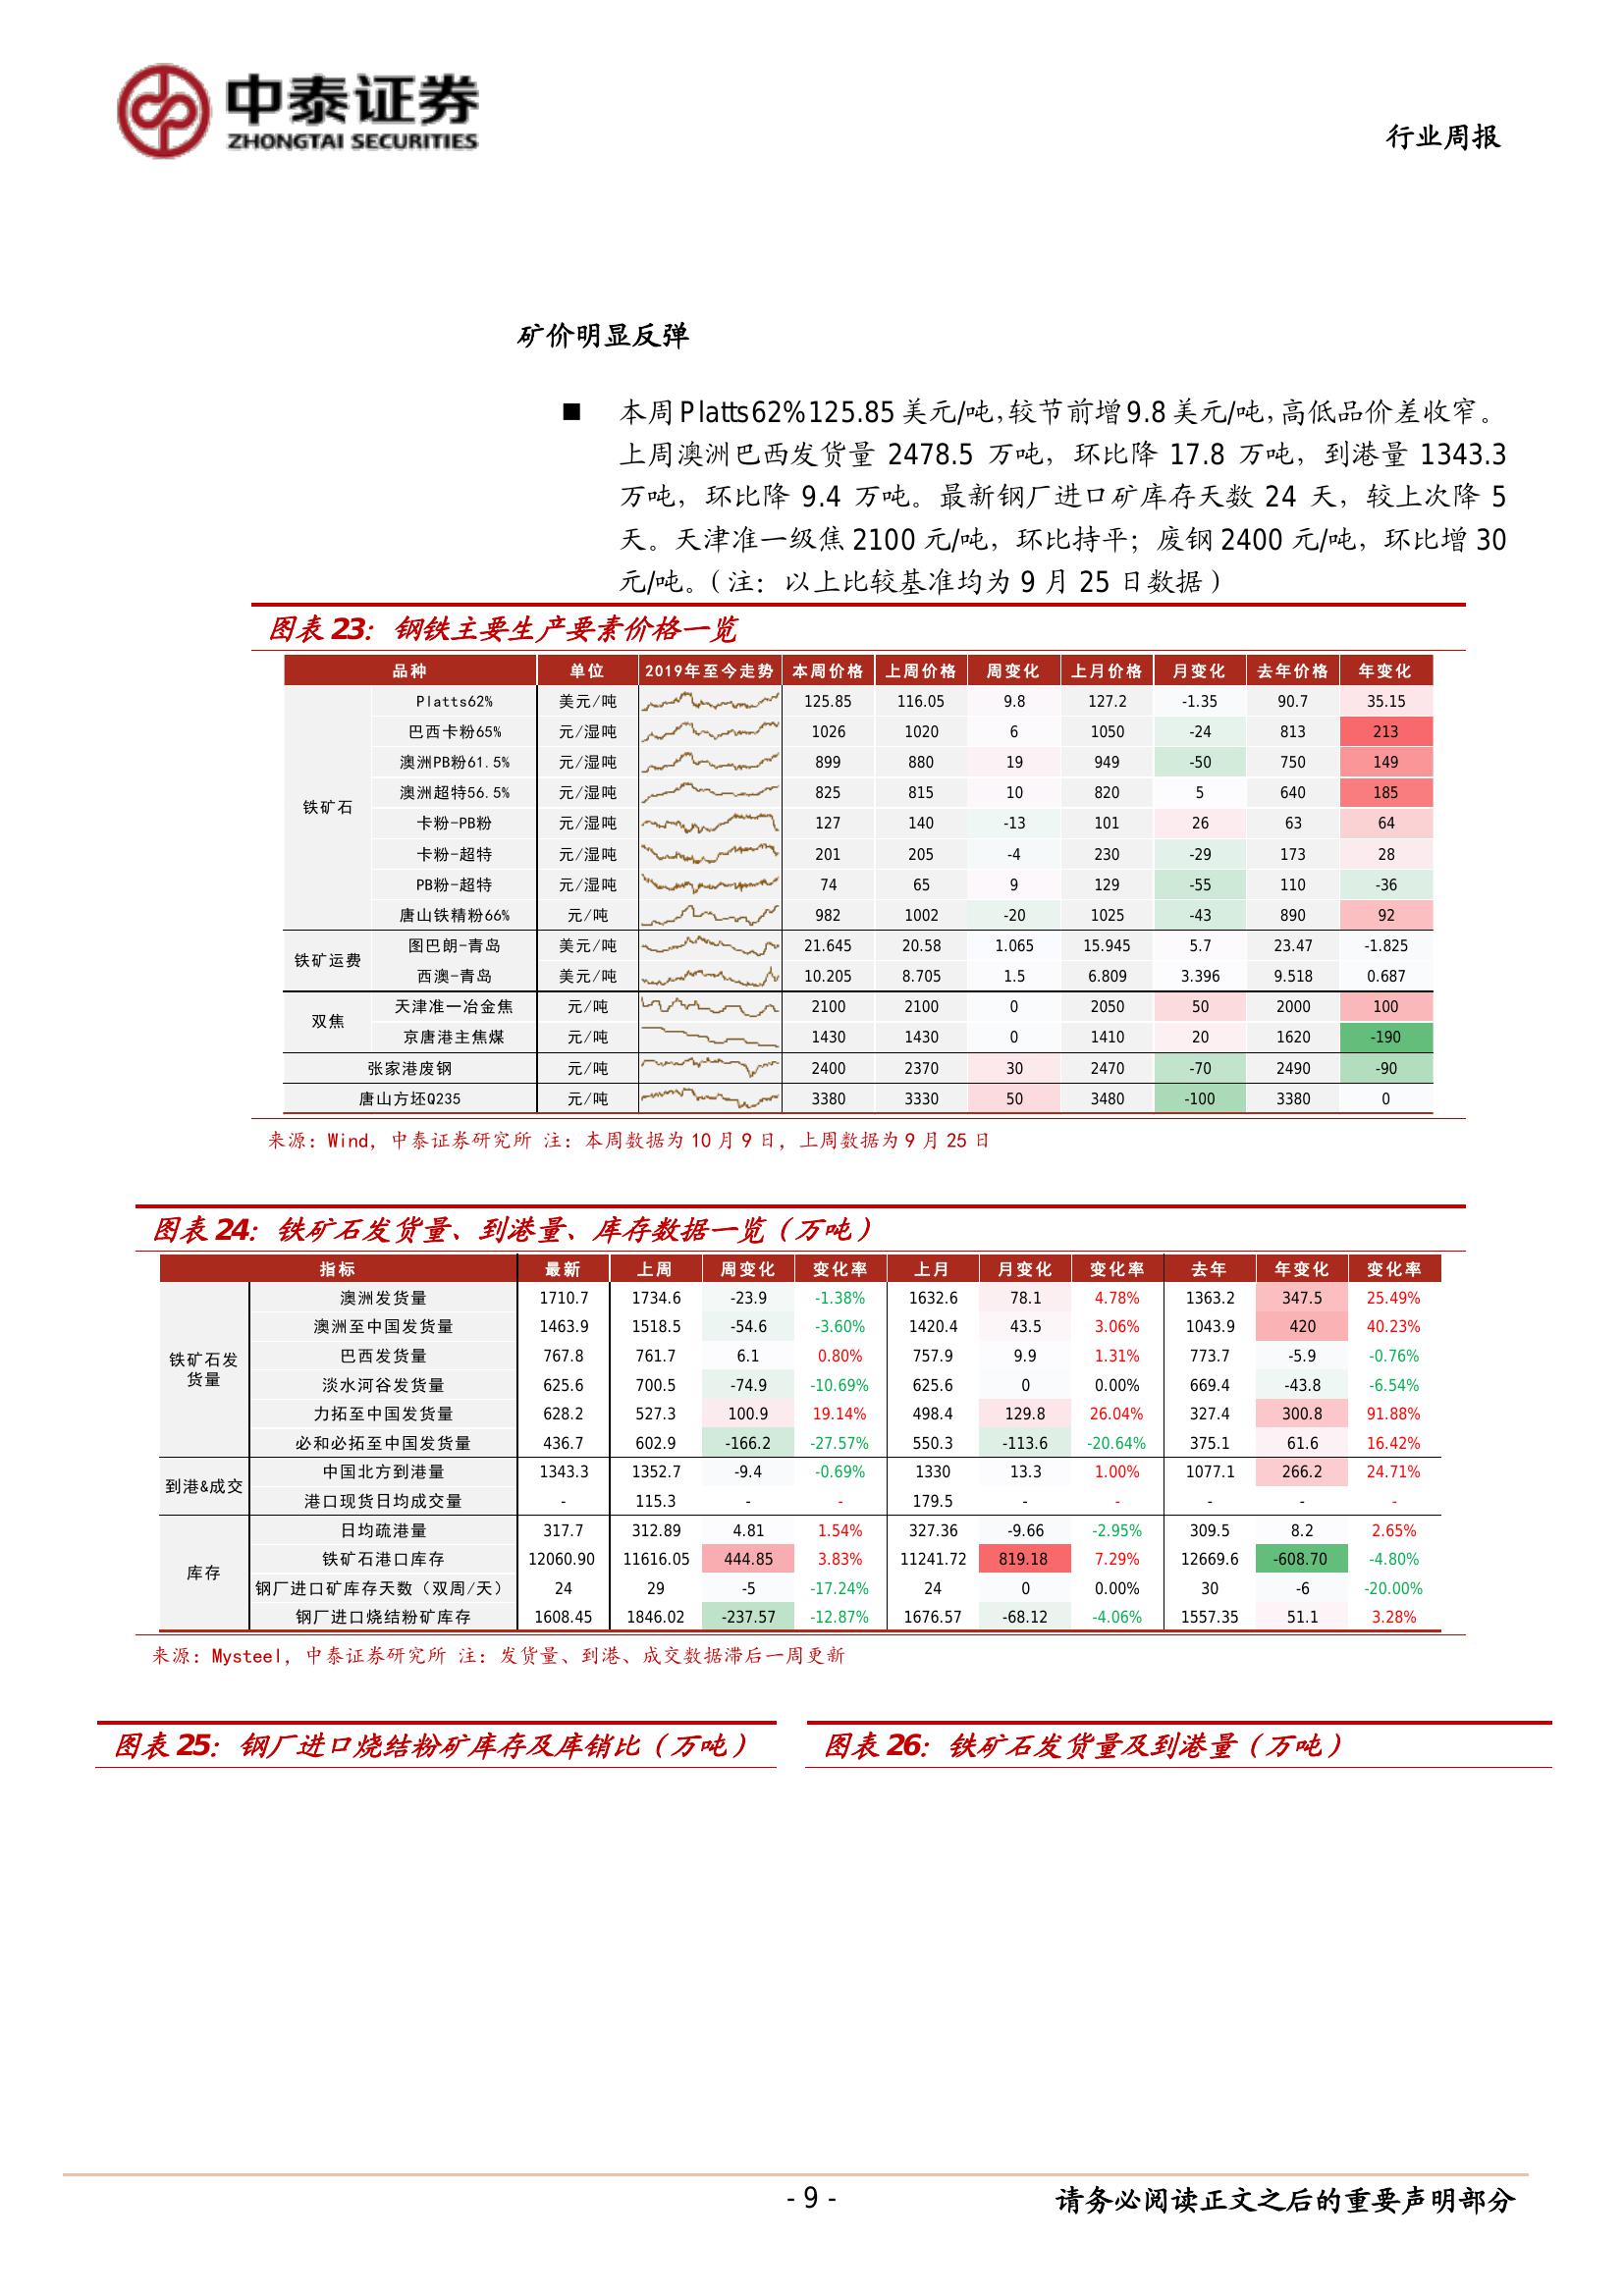 中泰证券
ZHONGTAI SECURITIES
行业周报
矿价明显反弹
■ 本周 Platts62%125.85 美元/吨，较节前增 9.8 美元/吨，高低品价差收窄。
上周澳洲巴西发货量 2478.5 万吨，环比降 17.8 万吨，到港量 1343.3
万吨，环比降 9.4 万吨。最新钢厂进口矿库存天数 24 天，较上次降 5
天。天津准一级焦 2100 元/吨，环比持平；废钢 2400 元/吨，环比增 30
元/吨。（注：以上比较基准均为 9 月 25 日数据）
图表 23：钢铁主要生产要素价格一览
品种 单位 2019年至今走势 本周价格 上周价格 周变化 上月价格 月变化 去年价格 年变化
铁矿石
Platts62% 美元/吨 125.85 116.05 9.8 127.2 -1.35 90.7 35.15
巴西卡粉65% 元/湿吨 1026 1020 6 1050 -24 813 213
澳洲PB粉61.5% 元/湿吨 899 880 19 949 -50 750 149
澳洲超特56.5% 元/湿吨 825 815 10 820 5 640 185
卡粉-PB粉 元/湿吨 127 140 -13 101 26 63 64
卡粉-超特 元/湿吨 201 205 -4 230 -29 173 28
PB粉-超特 元/湿吨 74 65 9 129 -55 110 -36
唐山铁精粉66% 元/吨 982 1002 -20 1025 -43 890 92
铁矿运费
图巴朗-青岛 美元/吨 21.645 20.58 1.065 15.945 5.7 23.47 -1.825
西澳-青岛 美元/吨 10.205 8.705 1.5 6.809 3.396 9.518 0.687
双焦
天津准一冶金焦 元/吨 2100 2100 0 2050 50 2000 100
京唐港主焦煤 元/吨 1430 1430 0 1410 20 1620 -190
张家港废钢 元/吨 2400 2370 30 2470 -70 2490 -90
唐山方坯Q235 元/吨 3380 3330 50 3480 -100 3380 0
来源：Wind，中泰证券研究所 注：本周数据为 10 月 9 日，上周数据为 9 月 25 日
图表 24：铁矿石发货量、到港量、库存数据一览（万吨）
指标 最新 上周 周变化 变化率 上月 月变化 变化率 去年 年变化 变化率
铁矿石发
货量
澳洲发货量 1710.7 1734.6 -23.9 -1.38% 1632.6 78.1 4.78% 1363.2 347.5 25.49%
澳洲至中国发货量 1463.9 1518.5 -54.6 -3.60% 1420.4 43.5 3.06% 1043.9 420 40.23%
巴西发货量 767.8 761.7 6.1 0.80% 757.9 9.9 1.31% 773.7 -5.9 -0.76%
淡水河谷发货量 625.6 700.5 -74.9 -10.69% 625.6 0 0.00% 669.4 -43.8 -6.54%
力拓至中国发货量 628.2 527.3 100.9 19.14% 498.4 129.8 26.04% 327.4 300.8 91.88%
必和必拓至中国发货量 436.7 602.9 -166.2 -27.57% 550.3 -113.6 -20.64% 375.1 61.6 16.42%
到港&成交
中国北方到港量 1343.3 1352.7 -9.4 -0.69% 1330 13.3 1.00% 1077.1 266.2 24.71%
港口现货日均成交量 - 115.3 - - 179.5 - - - - -
库存
日均疏港量 317.7 312.89 4.81 1.54% 327.36 -9.66 -2.95% 309.5 8.2 2.65%
铁矿石港口库存 12060.90 11616.05 444.85 3.83% 11241.72 819.18 7.29% 12669.6 -608.70 -4.80%
钢厂进口矿库存天数（双周/天） 24 29 -5 -17.24% 24 0 0.00% 30 -6 -20.00%
钢厂进口烧结粉矿库存 1608.45 1846.02 -237.57 -12.87% 1676.57 -68.12 -4.06% 1557.35 51.1 3.28%
来源：Mysteel，中泰证券研究所 注：发货量、到港、成交数据滞后一周更新
图表 25：钢厂进口烧结粉矿库存及库销比（万吨）
图表 26：铁矿石发货量及到港量（万吨）
- 9 -
请务必阅读正文之后的重要声明部分